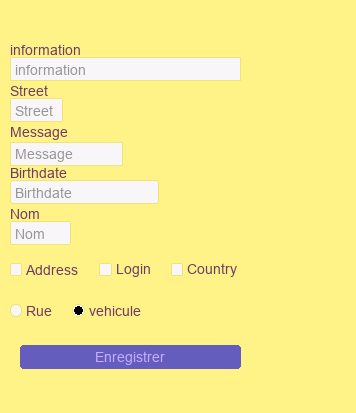 information
information
Street
Street
Message
Message
Birthdate
Birthdate
Nom
Nom
Address Login Country
Rue vehicule
Enregistrer